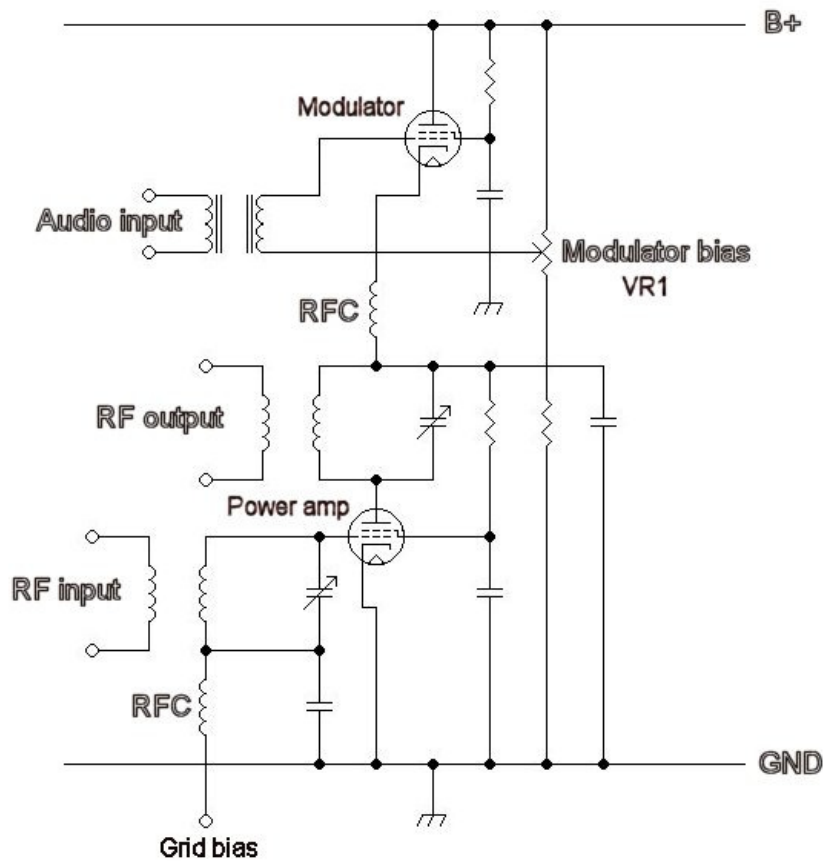 B+
Modulator
Audio input
Modulator bias
VR1
RFC
RF output
Power amp
RF input
RFC
GND
Grid bias